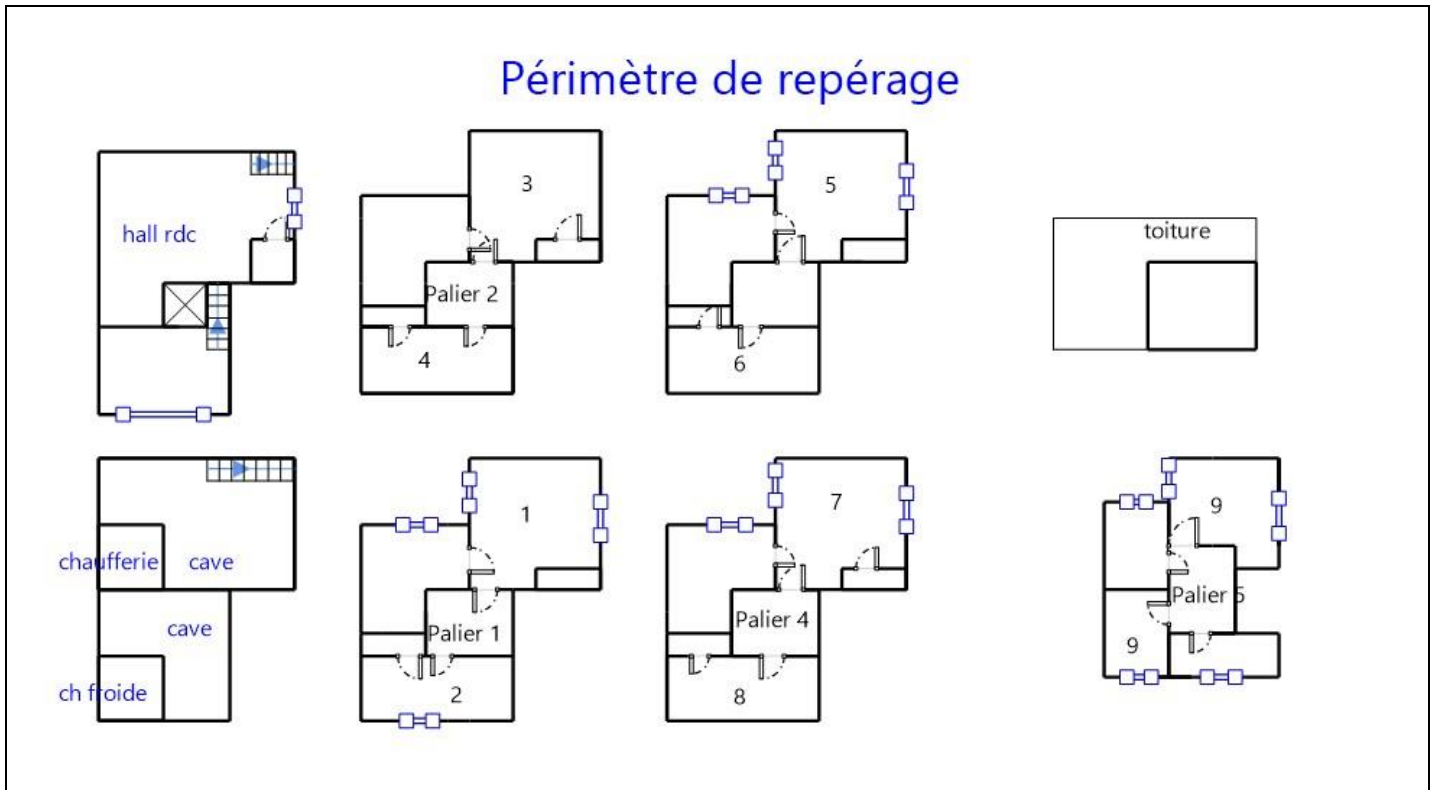 Périmètre de repérage
hall rdc
3
Palier 2
4
5
6
toiture
chaufferie
cave
cave
ch froide
1
Palier 1
2
7
Palier 4
8
9
Palier 5
9